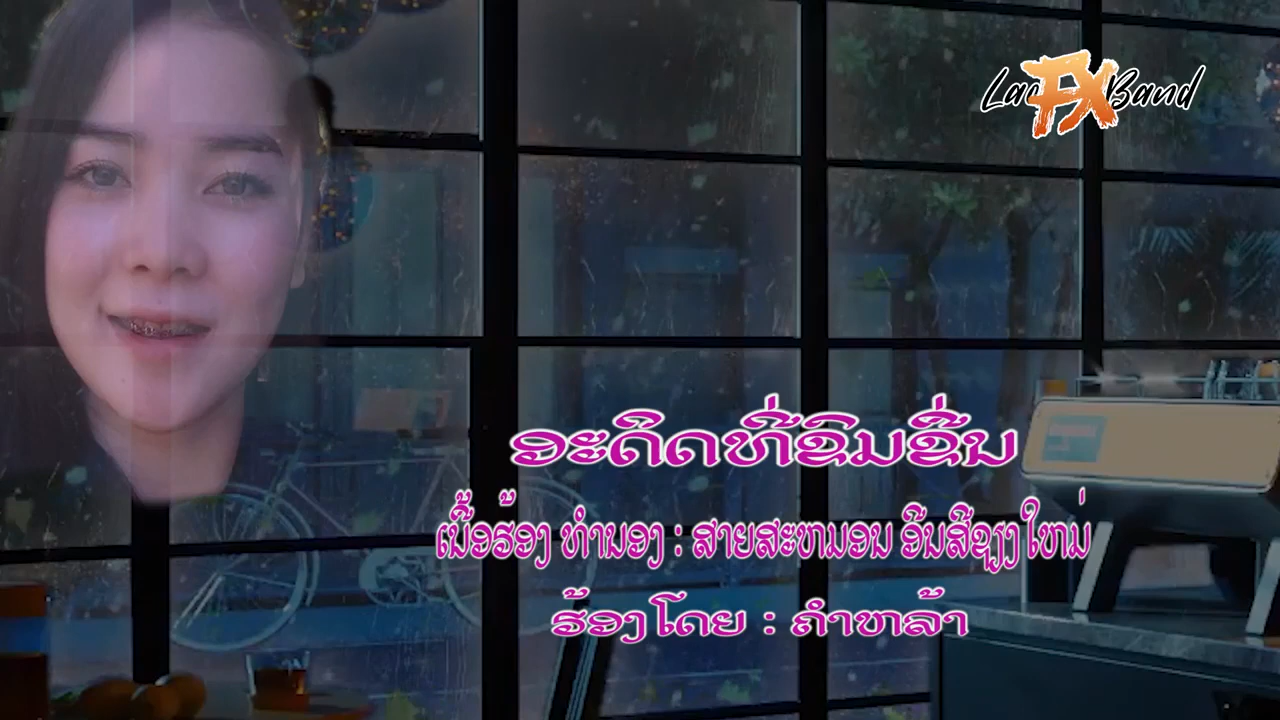 Lao FX Band
ອະດີດທີ່ຂົມຂື່ນ
ເນື້ອຮ້ອງ ທຳນອງ : ສາຍສະຫມອນ ອິນສີຊຽງໃຫມ່
ຮ້ອງໂດຍ : ຄຳຫລ້າ